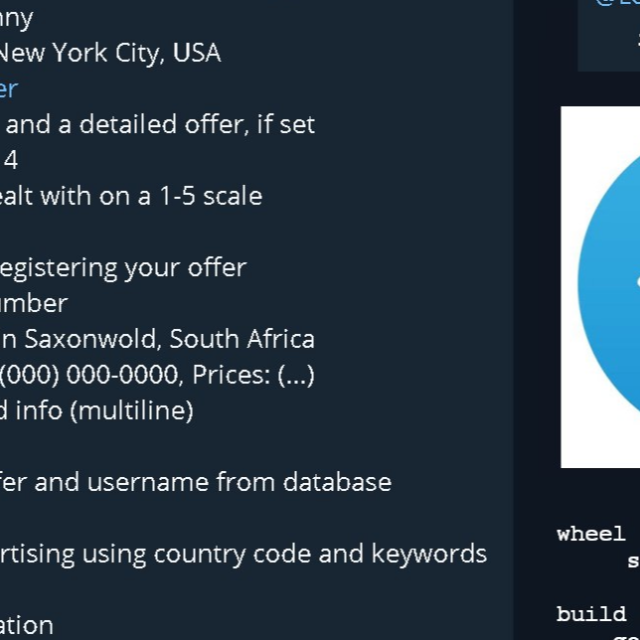 nny
New York City, USA
er
and a detailed offer, if set
4
ealt with on a 1-5 scale
egistering your offer
umber
n Saxonwold, South Africa
(000) 000-0000, Prices: (...)
d info (multiline)
fer and username from database
rtising using country code and keywords
ation
wheel
s
build